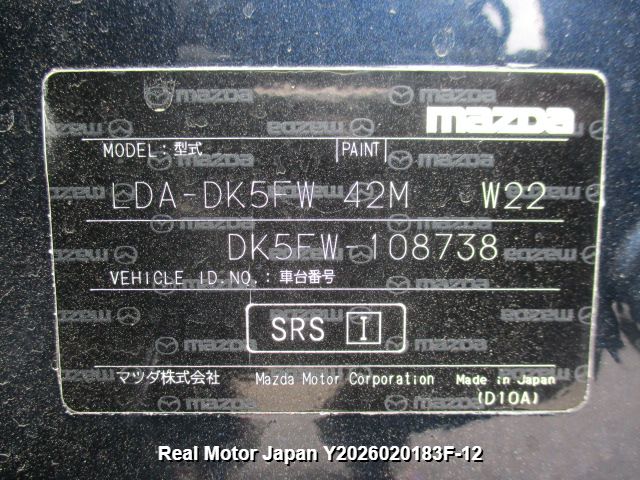 mazda
MODEL:型式 PAINT
LDA-DK5FW 42M W22
DK5FW-108738
VEHICLE ID.NO.:車台番号
SRS I
マツダ株式会社 Mazda Motor Corporation Made in Japan
(D10A)
Real Motor Japan Y2026020183F-12